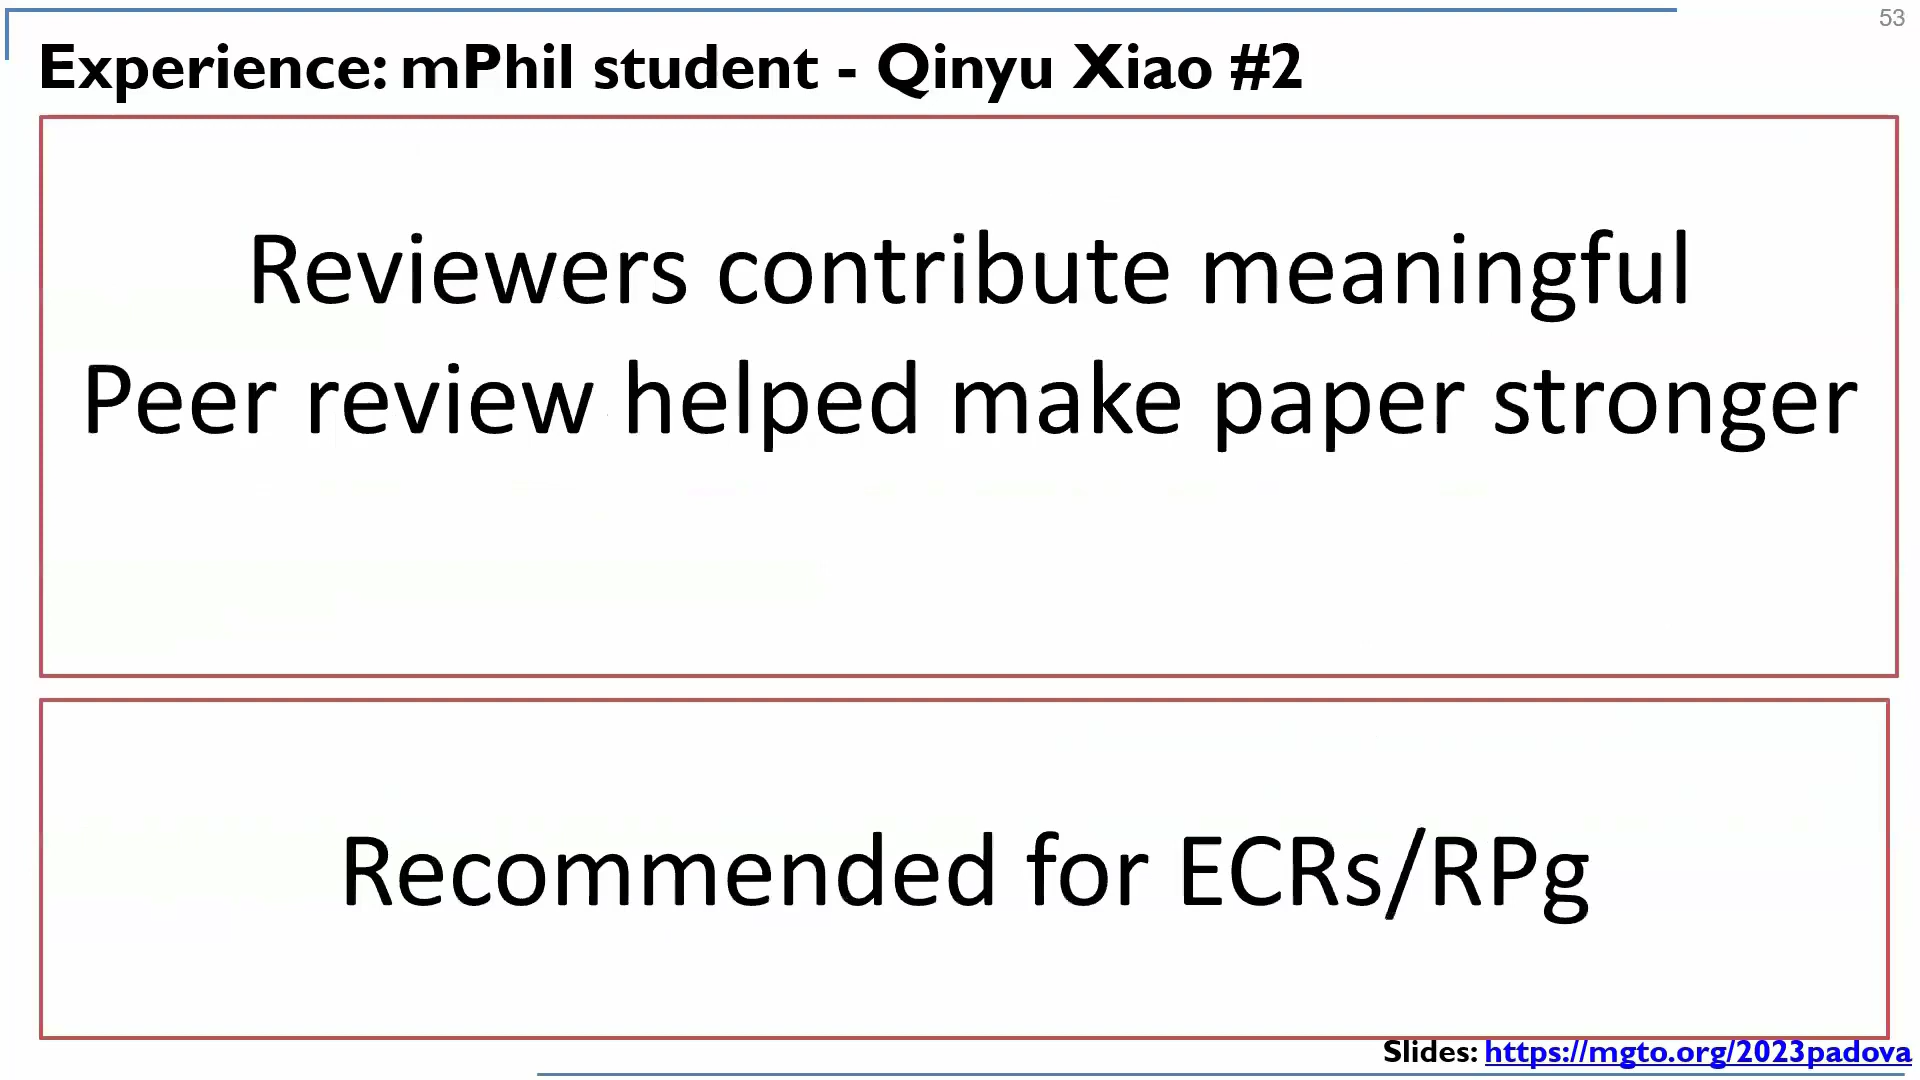 53
Experience: mPhil student - Qinyu Xiao #2
Reviewers contribute meaningful
Peer review helped make paper stronger
Recommended for ECRs/RPg
Slides: https://mgto.org/2023padova